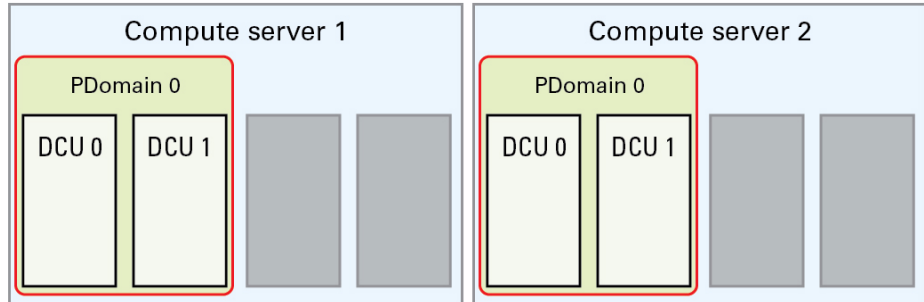 Compute server 1
PDomain 0
DCU 0
DCU 1
Compute server 2
PDomain 0
DCU 0
DCU 1